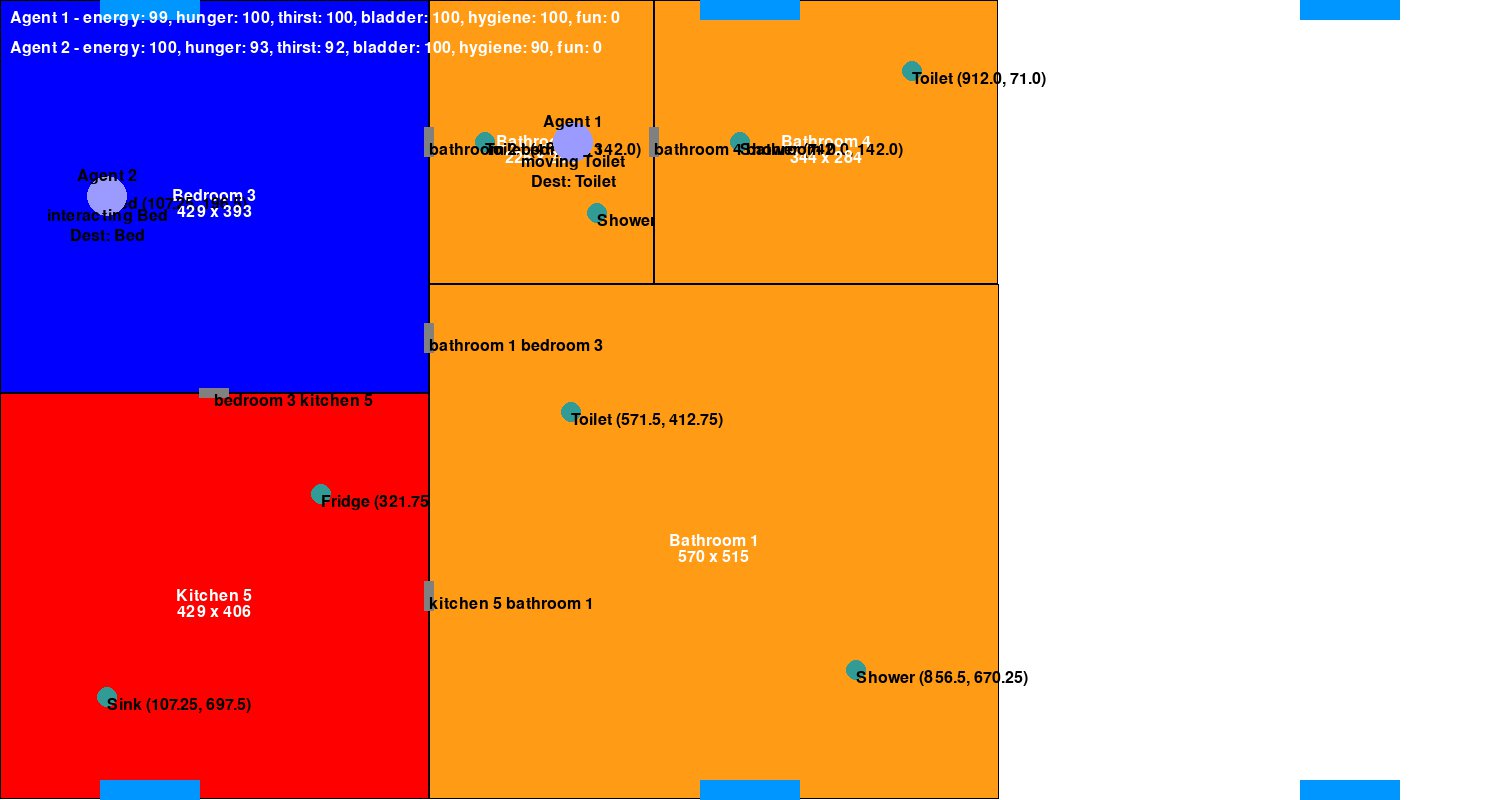 Agent 1 - energy: 99, hunger: 100, thirst: 100, bladder: 100, hygiene: 100, fun: 0
Agent 2 - energy: 100, hunger: 93, thirst: 92, bladder: 100, hygiene: 90, fun: 0
Toilet (912.0, 71.0)
Agent 1
Bathroom 4
344 x 284
bathroom 4 bathroom 2
142.0)
moving Toilet
Dest: Toilet
Agent 2
Bedroom 3
429 x 393
interacting Bed
Dest: Bed
Shower
bathroom 1 bedroom 3
bedroom 3 kitchen 5
Toilet (571.5, 412.75)
Fridge (321.75
Bathroom 1
570 x 515
Kitchen 5
429 x 406
kitchen 5 bathroom 1
Shower (856.5, 670.25)
Sink (107.25, 697.5)